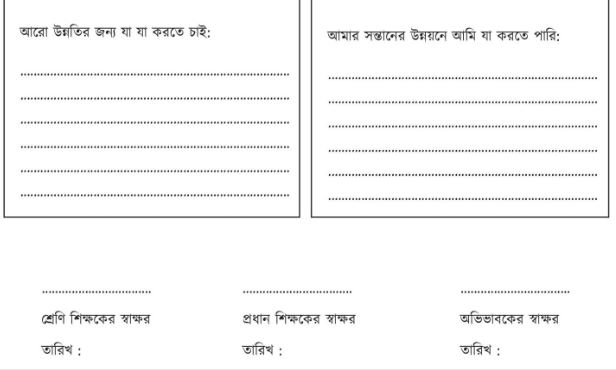 আরো উন্নতির জন্য যা যা করতে চাই:
আমার সন্তানের উন্নয়নে আমি যা করতে পারি:
শ্রেণি শিক্ষকের স্বাক্ষর
তারিখ :
প্রধান শিক্ষকের স্বাক্ষর
তারিখ :
অভিভাবকের স্বাক্ষর
তারিখ :